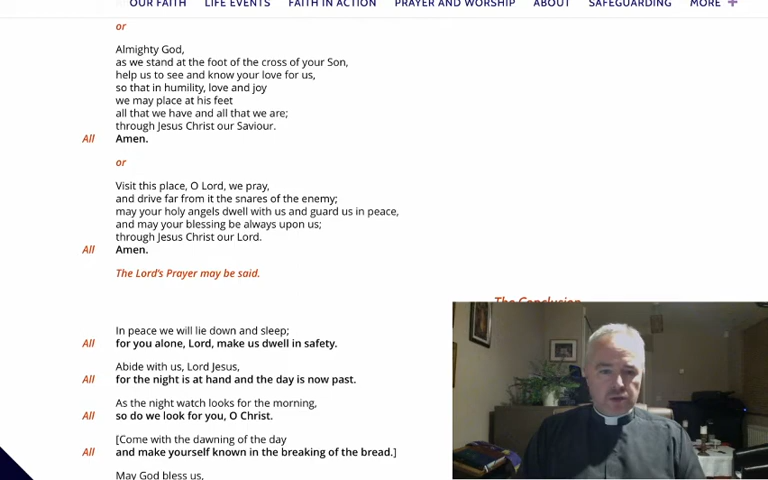 OUR FAITH LIFE EVENTS FAITH IN ACTION PRAYER AND WORSHIP ABOUT SAFEGUARDING MORE +
or
Almighty God,
as we stand at the foot of the cross of your Son,
help us to see and know your love for us,
so that in humility, love and joy
we may place at his feet
all that we have and all that we are;
through Jesus Christ our Saviour.
All Amen.
or
Visit this place, O Lord, we pray,
and drive far from it the snares of the enemy;
may your holy angels dwell with us and guard us in peace,
and may your blessing be always upon us;
through Jesus Christ our Lord.
All Amen.
The Lord's Prayer may be said.
The Conclusion
In peace we will lie down and sleep;
All for you alone, Lord, make us dwell in safety.
Abide with us, Lord Jesus,
All for the night is at hand and the day is now past.
As the night watch looks for the morning,
All so do we look for you, O Christ.
[Come with the dawning of the day
All and make yourself known in the breaking of the bread.]
May God bless us,